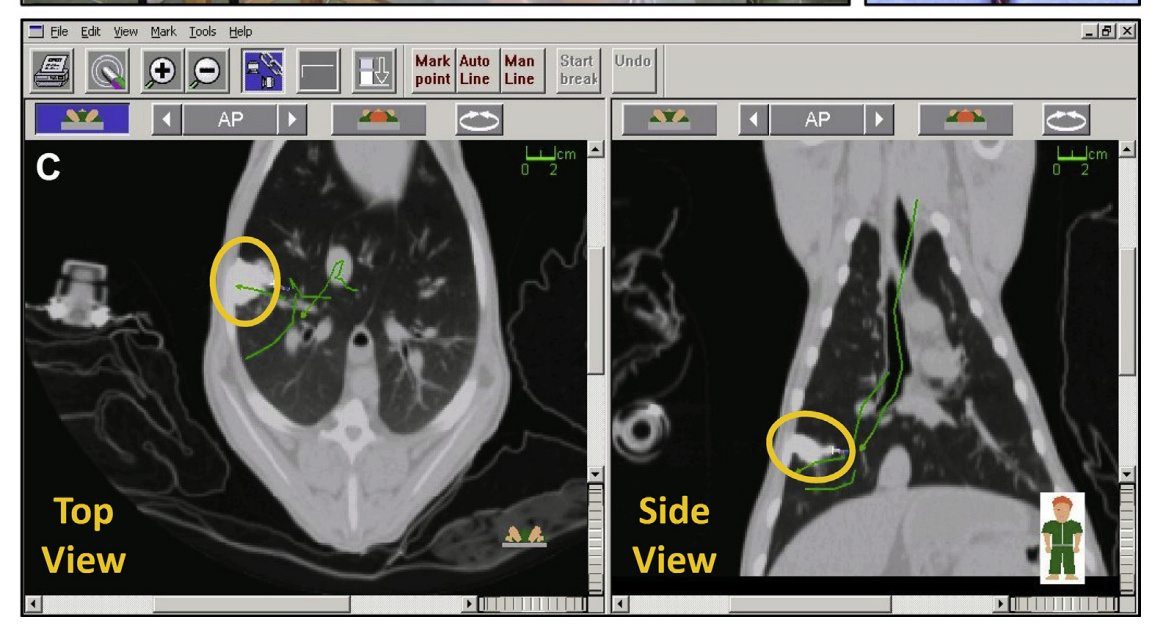 File Edit View Mark Tools Help
Mark point
Auto Line
Man Line
Start break
Undo
AP
AP
C
cm
0 2
cm
0 2
Top
View
Side
View